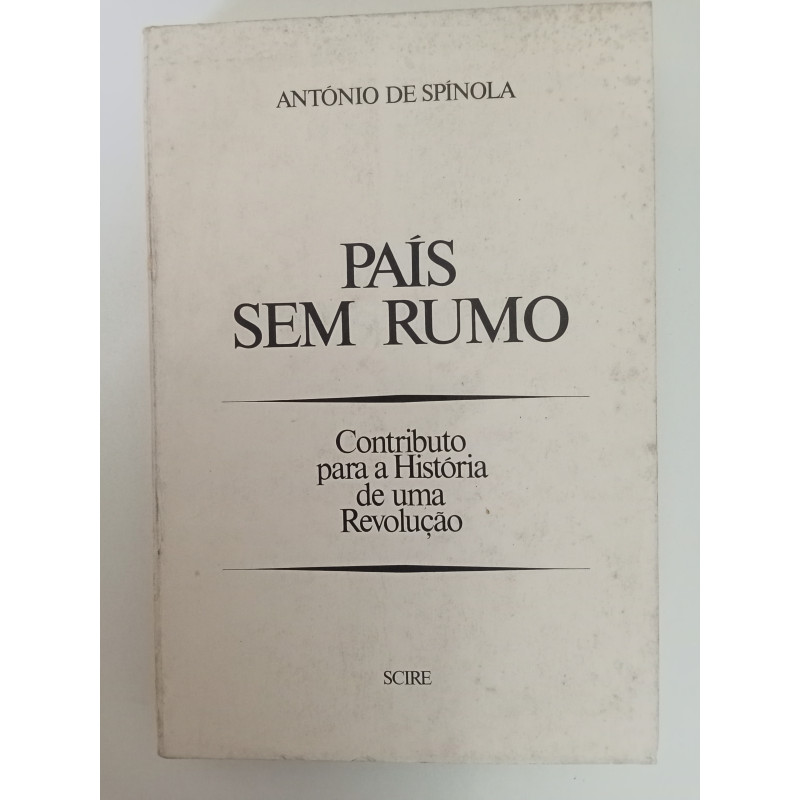 ANTÓNIO DE SPÍNOLA
PAÍS
SEM RUMO
Contributo
para a História
de uma
Revolução
SCIRE